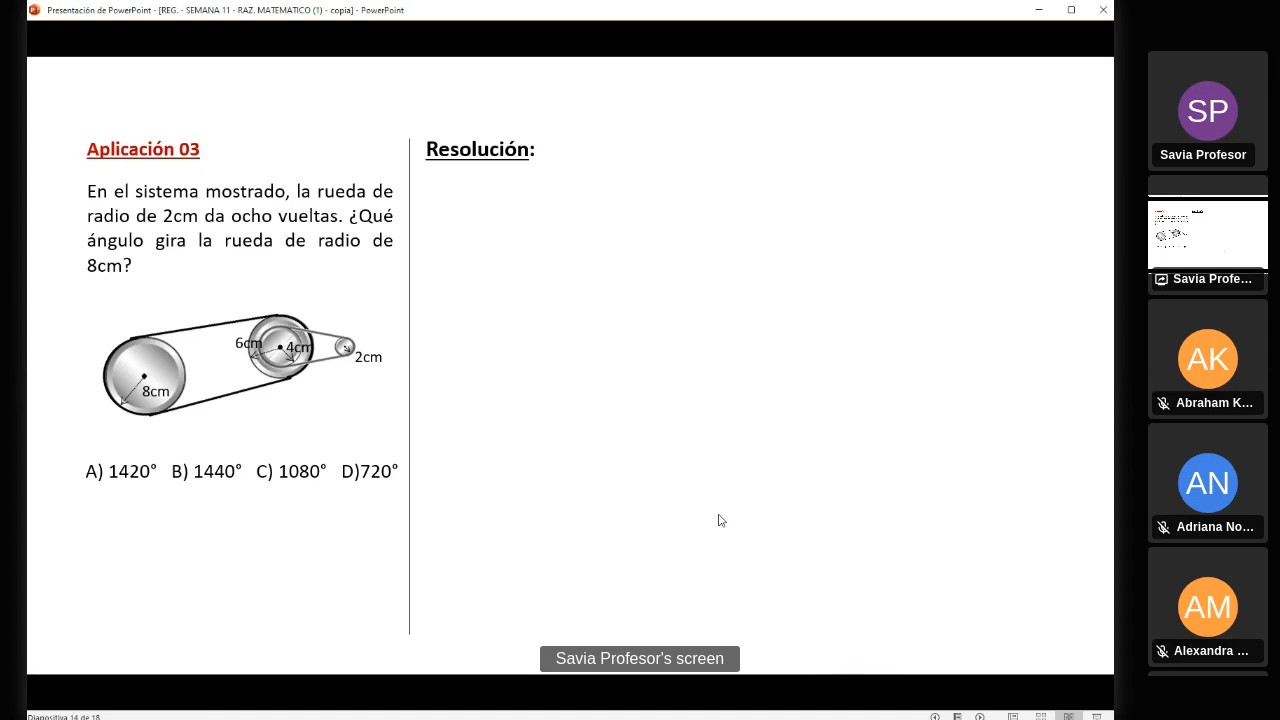 Presentación de PowerPoint - [REG. - SEMANA 11 - RAZ. MATEMATICO (1) - copia] - PowerPoint
SP
Savia Profesor
Aplicación 03
Resolución:
En el sistema mostrado, la rueda de
radio de 2cm da ocho vueltas. ¿Qué
ángulo gira la rueda de radio de
8cm?
6cm
4cm
2cm
8cm
A) 1420° B) 1440° C) 1080° D)720°
Savia Profe...
AK
Abraham K...
AN
Adriana No...
AM
Alexandra ...
Savia Profesor's screen
Diapositiva 14 de 18